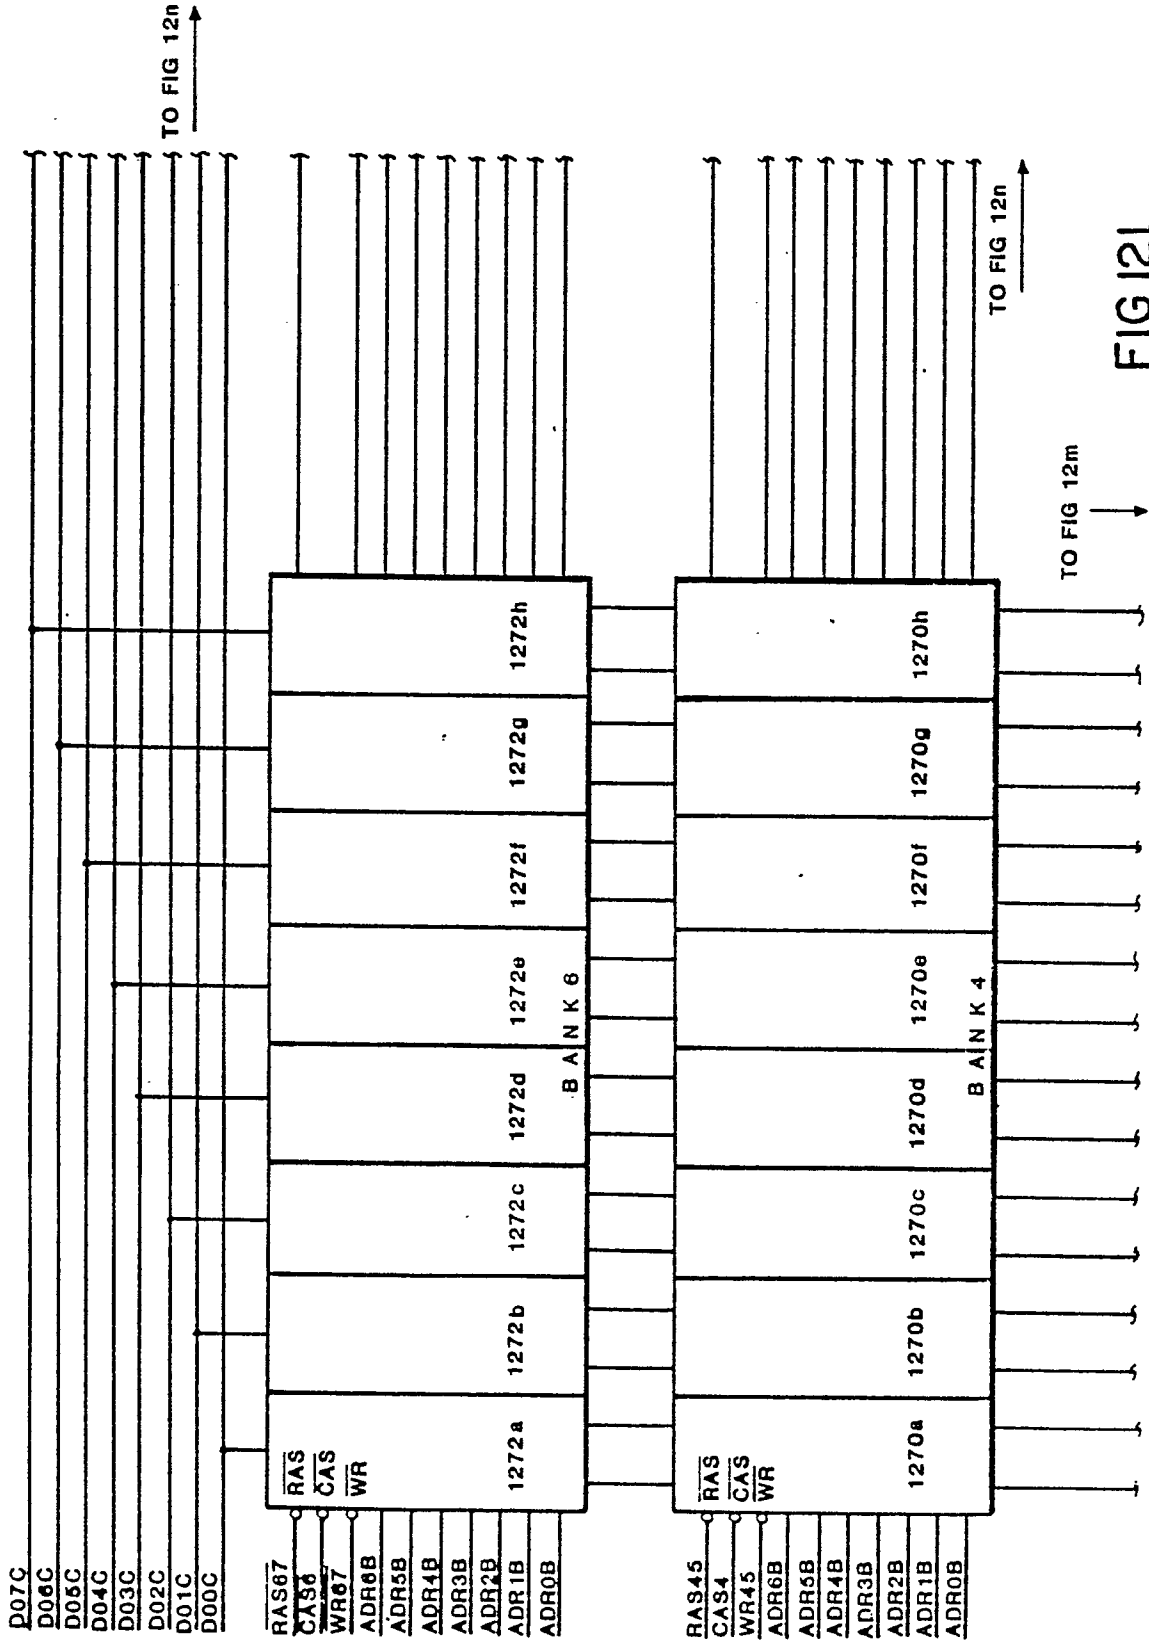 D07C
D06C
D05C
D04C
D03C
D02C
D01C
D00C
TO FIG 12n
RAS67
CAS6
WR67
ADR6B
ADR5B
ADR4B
ADR3B
ADR2B
ADR1B
ADR0B
RAS
CAS
WR
1272a
1272b
1272c
1272d
1272e
1272f
1272g
1272h
BANK 6
RAS45
CAS4
WR45
ADR6B
ADR5B
ADR4B
ADR3B
ADR2B
ADR1B
ADR0B
RAS
CAS
WR
1270a
1270b
1270c
1270d
1270e
1270f
1270g
1270h
BANK 4
TO FIG 12n
TO FIG 12m
FIG 12l